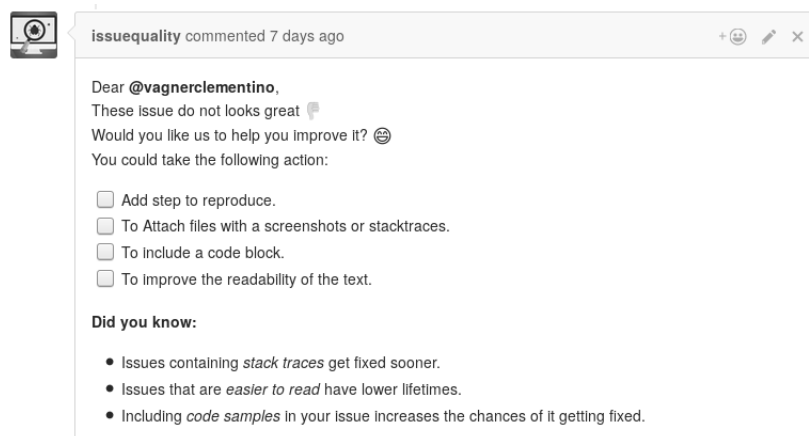 issuequality commented 7 days ago
Dear @vagnerclementino,
These issue do not looks great 👎
Would you like us to help you improve it? 😄
You could take the following action:
Add step to reproduce.
To Attach files with a screenshots or stacktraces.
To include a code block.
To improve the readability of the text.
Did you know:
Issues containing stack traces get fixed sooner.
Issues that are easier to read have lower lifetimes.
Including code samples in your issue increases the chances of it getting fixed.